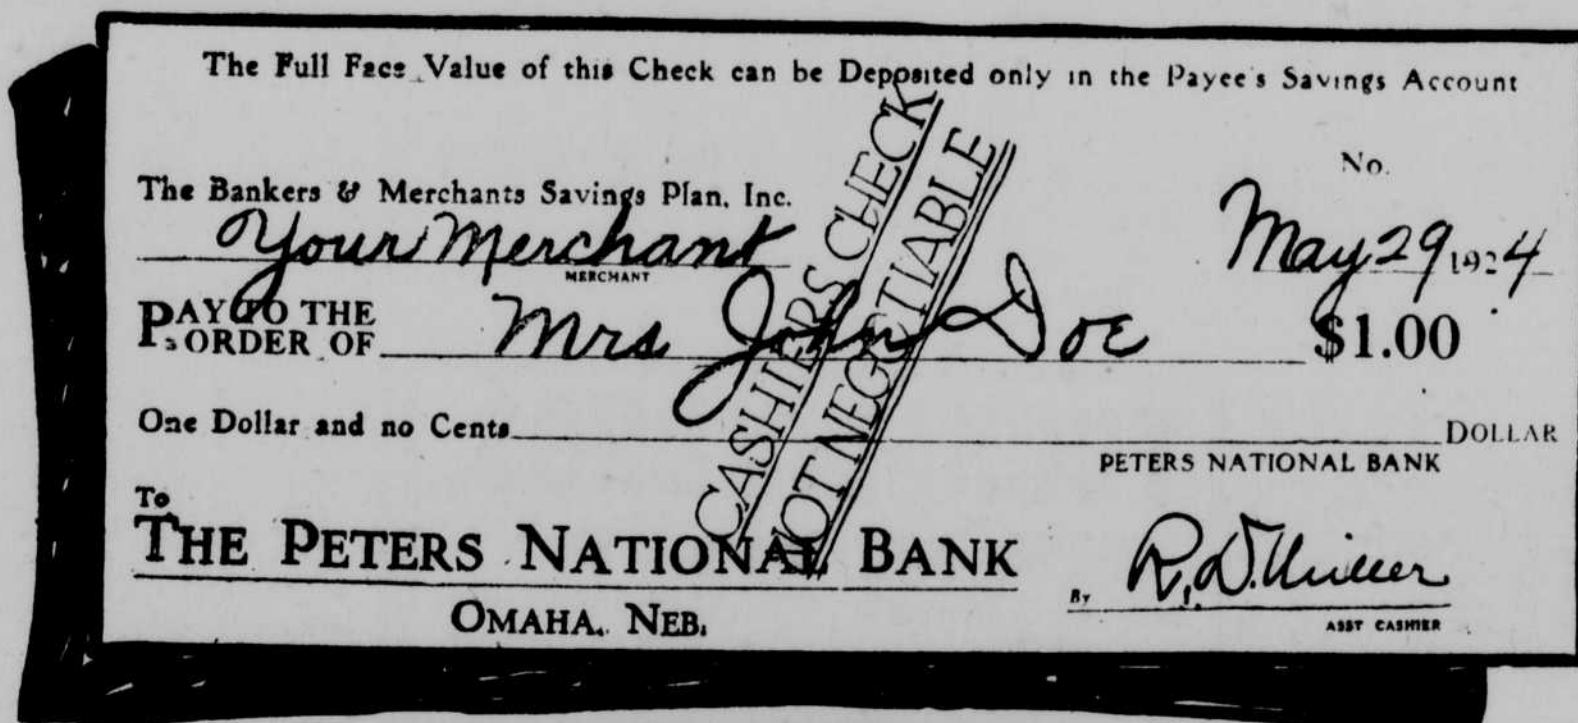 The Full Face Value of this Check can be Deposited only in the Payee's Savings Account
No.
The Bankers & Merchants Savings Plan, Inc.
Your Merchant
MERCHANT
May 29 1924
PAY TO THE
ORDER OF Mrs John Doe $1.00
One Dollar and no Cents DOLLAR
PETERS NATIONAL BANK
To
THE PETERS NATIONAL BANK
OMAHA, NEB.
By R. D. Miller
ASST CASHIER
CASHIERS CHECK
NOT NEGOTIABLE